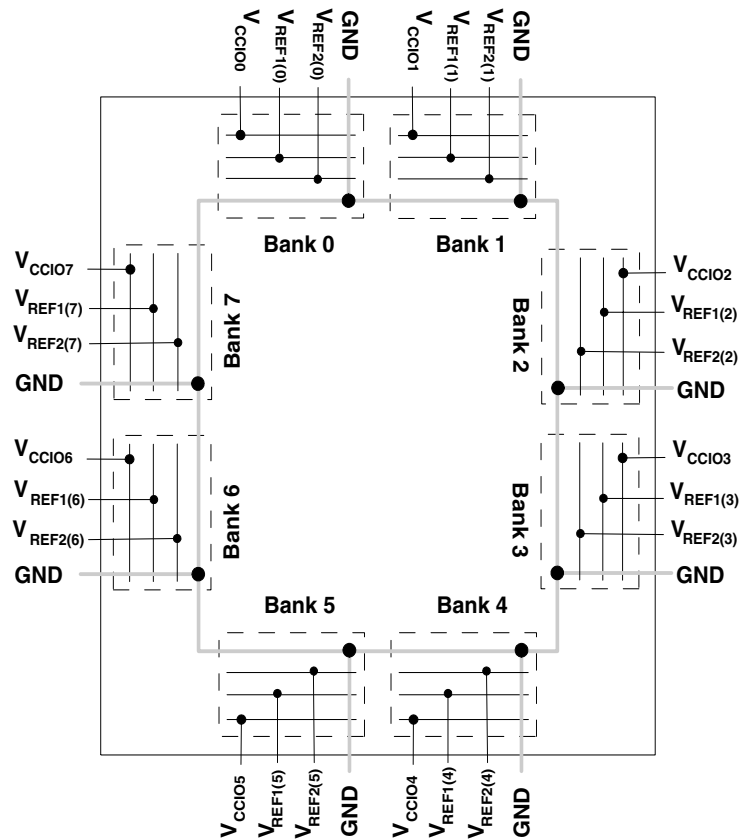 VCCIO0
VREF1(0)
VREF2(0)
GND
VCCIO1
VREF1(1)
VREF2(1)
GND
Bank 0
Bank 1
VCCIO7
VREF1(7)
VREF2(7)
GND
Bank 7
Bank 2
VCCIO2
VREF1(2)
VREF2(2)
GND
VCCIO6
VREF1(6)
VREF2(6)
GND
Bank 6
Bank 3
VCCIO3
VREF1(3)
VREF2(3)
GND
Bank 5
Bank 4
VCCIO5
VREF1(5)
VREF2(5)
GND
VCCIO4
VREF1(4)
VREF2(4)
GND